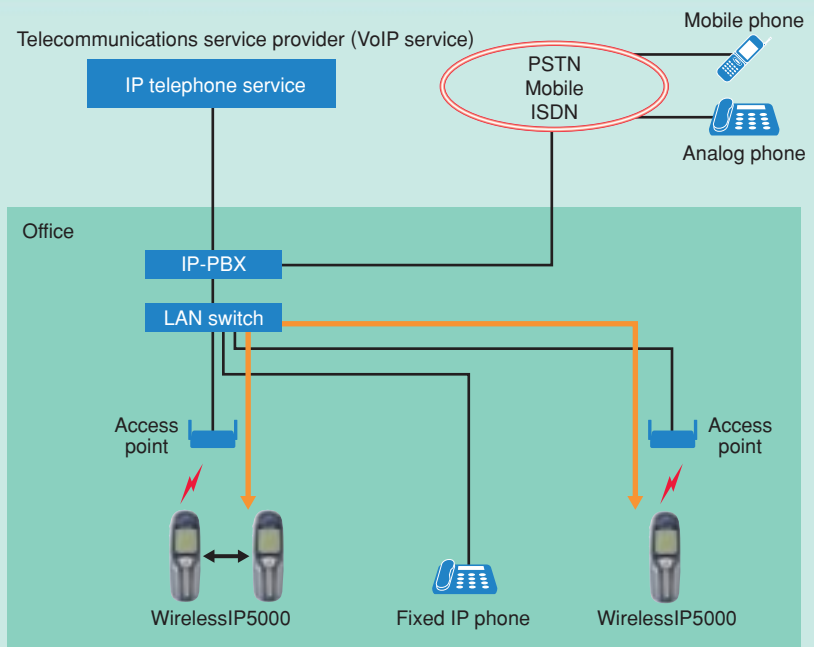 Mobile phone
Telecommunications service provider (VoIP service)
IP telephone service
PSTN
Mobile
ISDN
Analog phone
Office
IP-PBX
LAN switch
Access
point
Access
point
WirelessIP5000
Fixed IP phone
WirelessIP5000